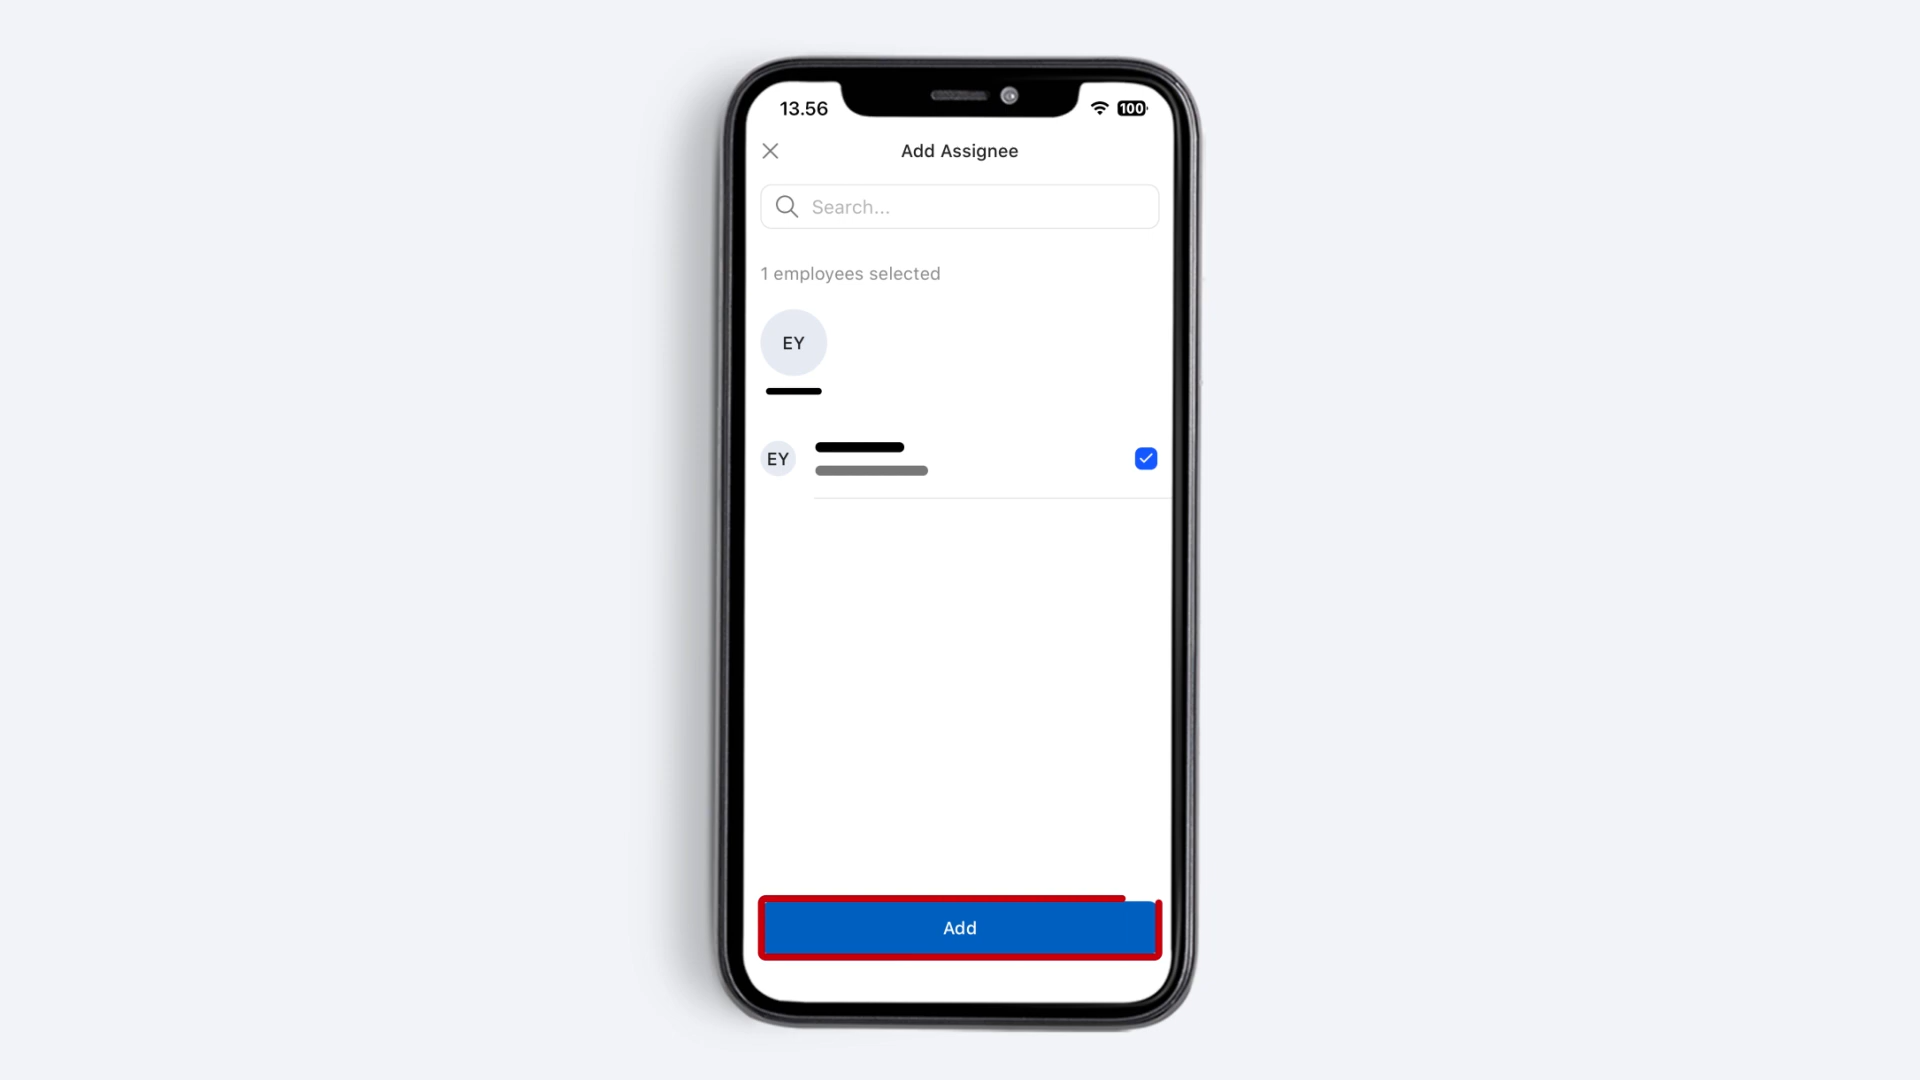 13.56
100
Add Assignee
Search...
1 employees selected
EY
EY
Add